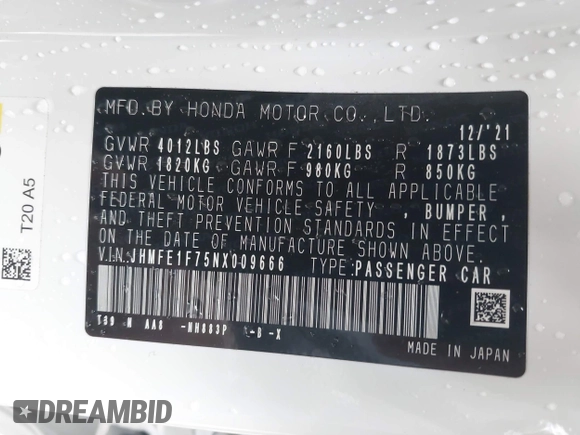 MFD.BY HONDA MOTOR CO.,LTD.
12/'21
GVWR 4012LBS GAWR F 2160LBS R 1873LBS
GVWR 1820KG GAWR F 980KG R 850KG
THIS VEHICLE CONFORMS TO ALL APPLICABLE
FEDERAL MOTOR VEHICLE SAFETY , BUMPER ,
AND THEFT PREVENTION STANDARDS IN EFFECT
ON THE DATE OF MANUFACTURE SHOWN ABOVE.
V.I.N.JHMFE1F75NX009666 TYPE:PASSENGER CAR
AA8 -NH883P -B -X
MADE IN JAPAN
T20 A5
DREAMBID